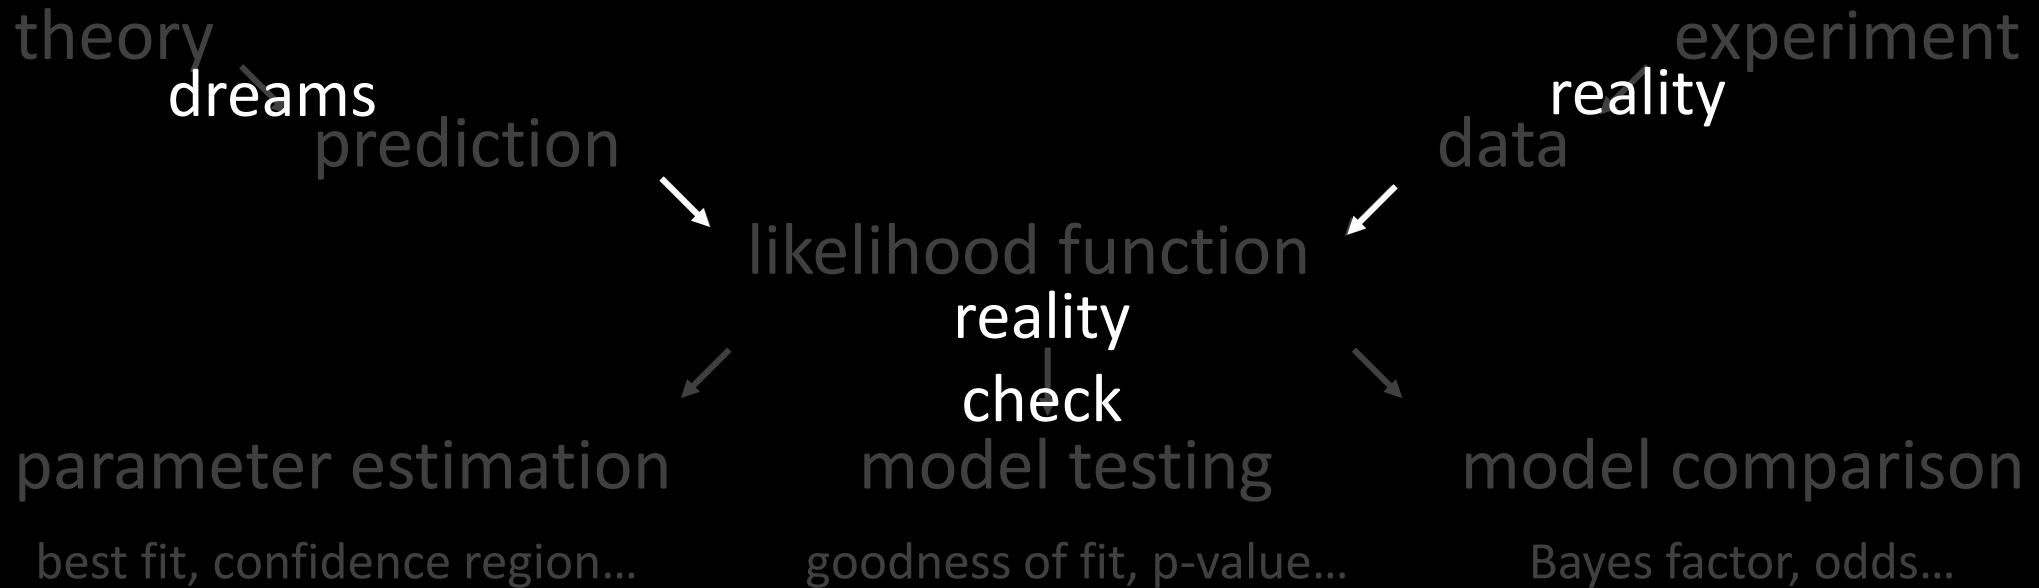 theory
experiment
dreams
reality
prediction
data
likelihood function
reality
check
parameter estimation
model testing
model comparison
best fit, confidence region...
goodness of fit, p-value...
Bayes factor, odds...